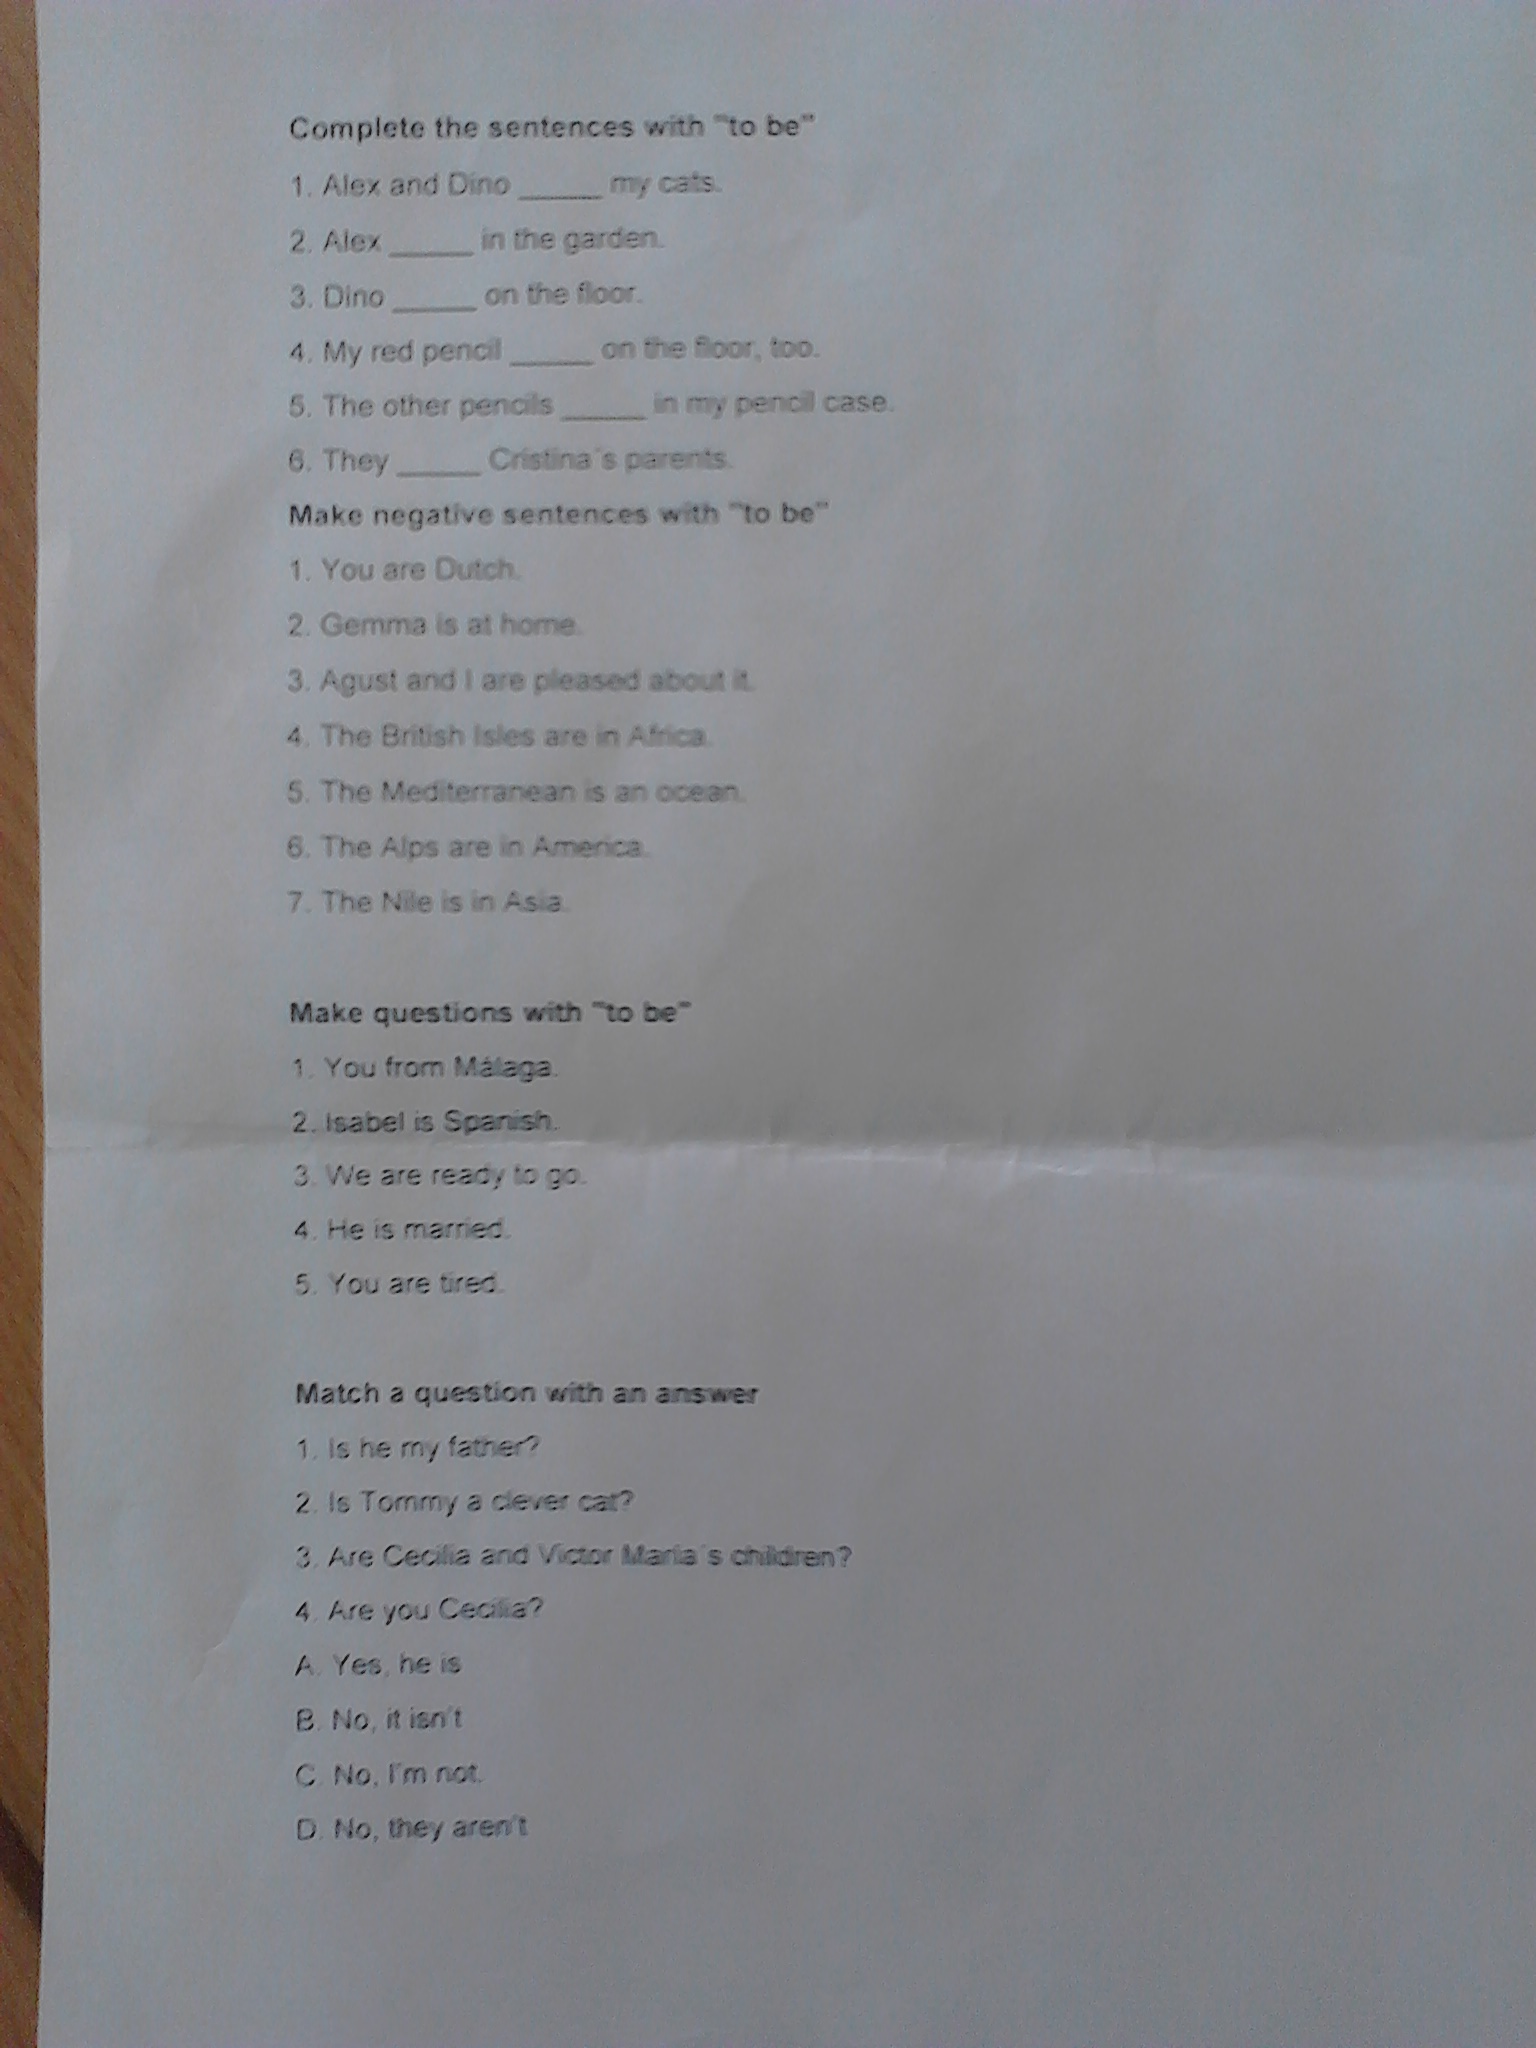 Complete the sentences with "to be"
1. Alex and Dino _____ my cats.
2. Alex _____ in the garden.
3. Dino _____ on the floor.
4. My red pencil _____ on the floor, too.
5. The other pencils _____ in my pencil case.
6. They _____ Cristina´s parents.
Make negative sentences with "to be"
1. You are Dutch.
2. Gemma is at home.
3. Agust and I are pleased about it.
4. The British Isles are in Africa.
5. The Mediterranean is an ocean.
6. The Alps are in America.
7. The Nile is in Asia.
Make questions with "to be"
1. You from Málaga.
2. Isabel is Spanish.
3. We are ready to go.
4. He is married.
5. You are tired.
Match a question with an answer
1. Is he my father?
2. Is Tommy a clever cat?
3. Are Cecilia and Victor Maria´s children?
4. Are you Cecilia?
A. Yes, he is
B. No, it isn't
C. No, I'm not.
D. No, they aren't